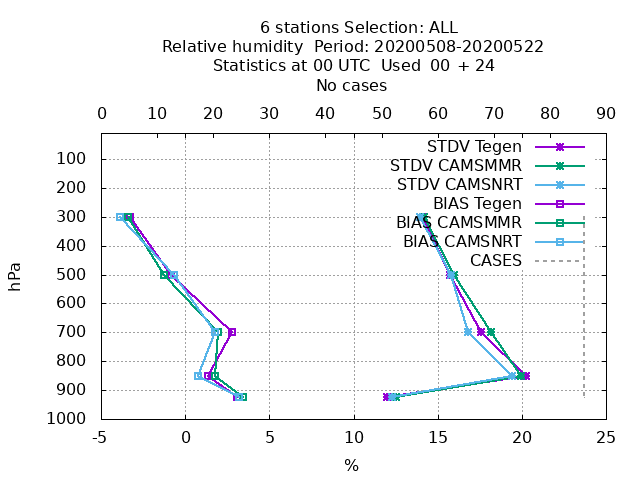 6 stations Selection: ALL
Relative humidity  Period: 20200508-20200522
Statistics at 00 UTC  Used  00 + 24
No cases
0 10 20 30 40 50 60 70 80 90
STDV Tegen
STDV CAMSMMR
STDV CAMSNRT
BIAS Tegen
BIAS CAMSMMR
BIAS CAMSNRT
CASES
hPa
100
200
300
400
500
600
700
800
900
1000
-5 0 5 10 15 20 25
%